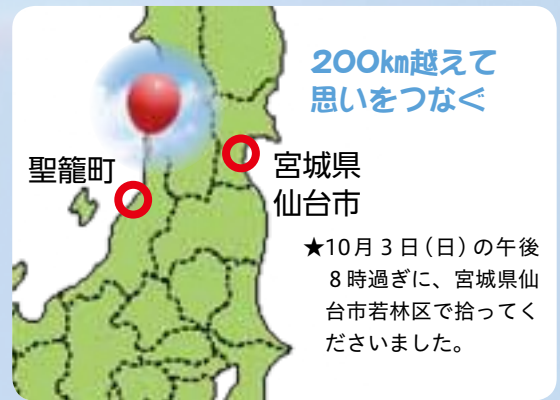 200km越えて
思いをつなぐ
聖籠町
宮城県
仙台市
★10月3日(日)の午後
8時過ぎに、宮城県仙
台市若林区で拾ってく
ださいました。